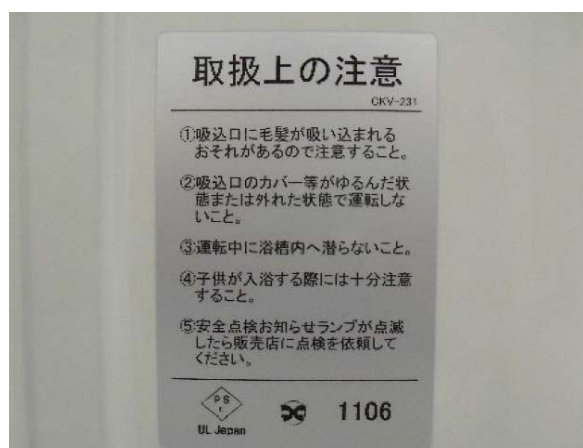 取扱上の注意
CKV-231
①吸込口に毛髪が吸い込まれる
おそれがあるので注意すること。
②吸込口のカバー等がゆるんだ状
態または外れた状態で運転しな
いこと。
③運転中に浴槽内へ潜らないこと。
④子供が入浴する際には十分注意
すること。
⑤安全点検お知らせランプが点滅
したら販売店に点検を依頼して
ください。
PS
UL Japan
1106